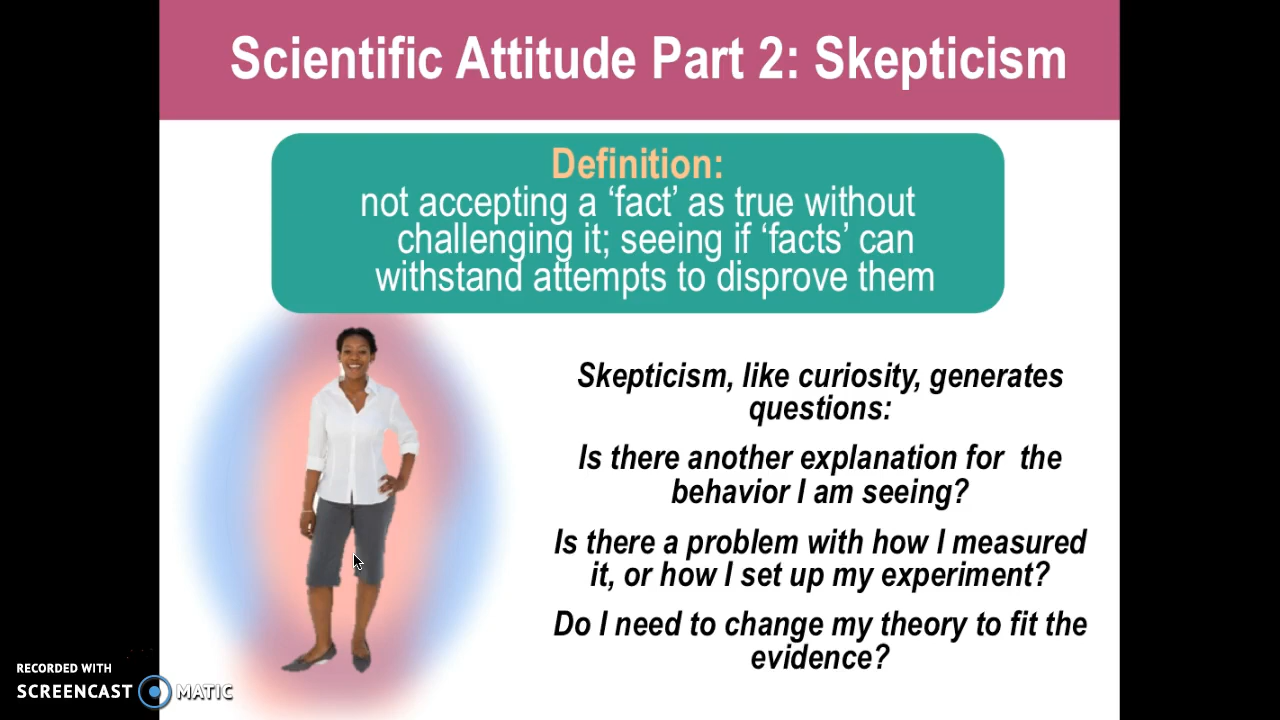 Scientific Attitude Part 2: Skepticism
Definition:
not accepting a ‘fact’ as true without
challenging it; seeing if ‘facts’ can
withstand attempts to disprove them
Skepticism, like curiosity, generates
questions:
Is there another explanation for  the
behavior I am seeing?
Is there a problem with how I measured
it, or how I set up my experiment?
Do I need to change my theory to fit the
evidence?
RECORDED WITH
SCREENCAST MATIC